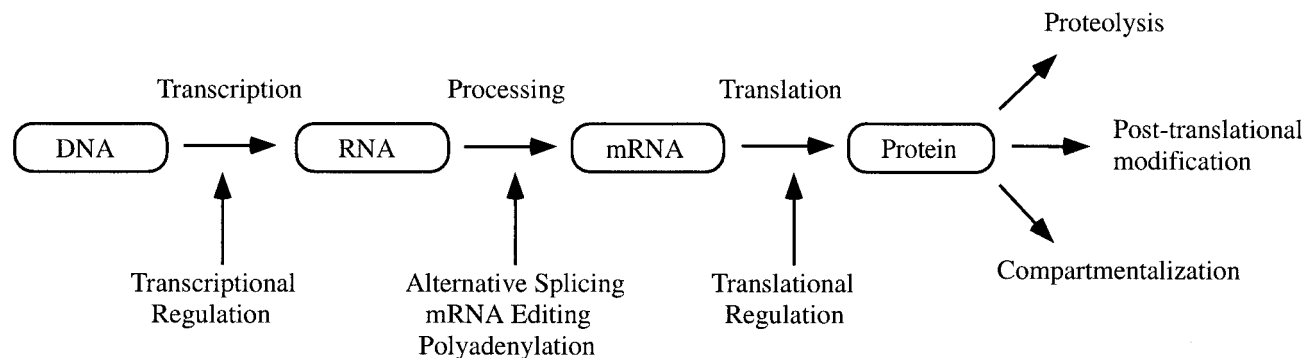 Proteolysis
Transcription
Processing
Translation
DNA
RNA
mRNA
Protein
Post-translational
modification
Compartmentalization
Transcriptional
Regulation
Alternative Splicing
mRNA Editing
Polyadenylation
Translational
Regulation